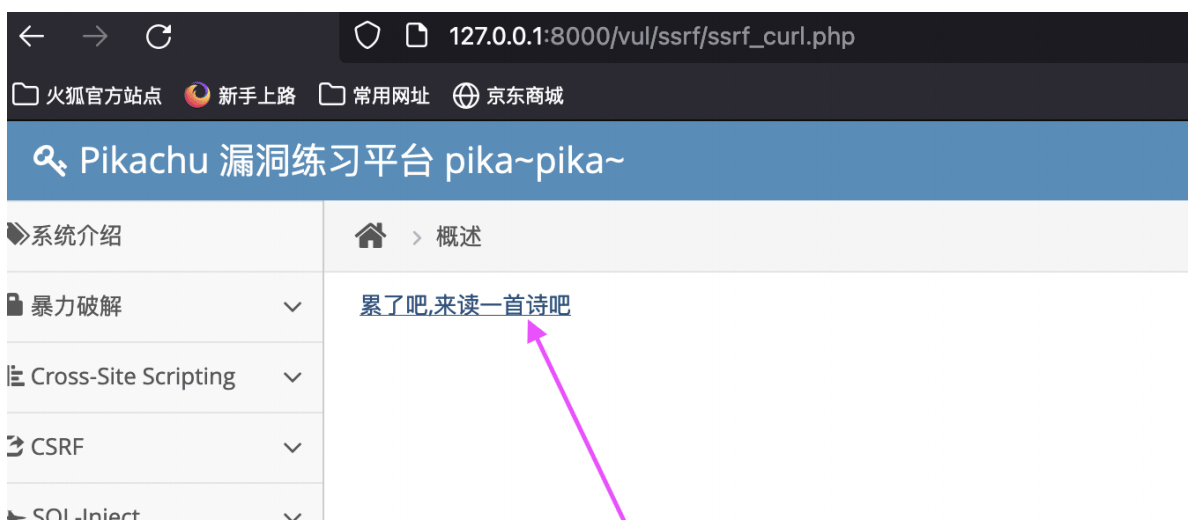 127.0.0.1:8000/vul/ssrf/ssrf_curl.php
火狐官方站点 新手上路 常用网址 京东商城
Pikachu 漏洞练习平台 pika~pika~
系统介绍
概述
暴力破解
累了吧,来读一首诗吧
Cross-Site Scripting
CSRF
SQL-Inject